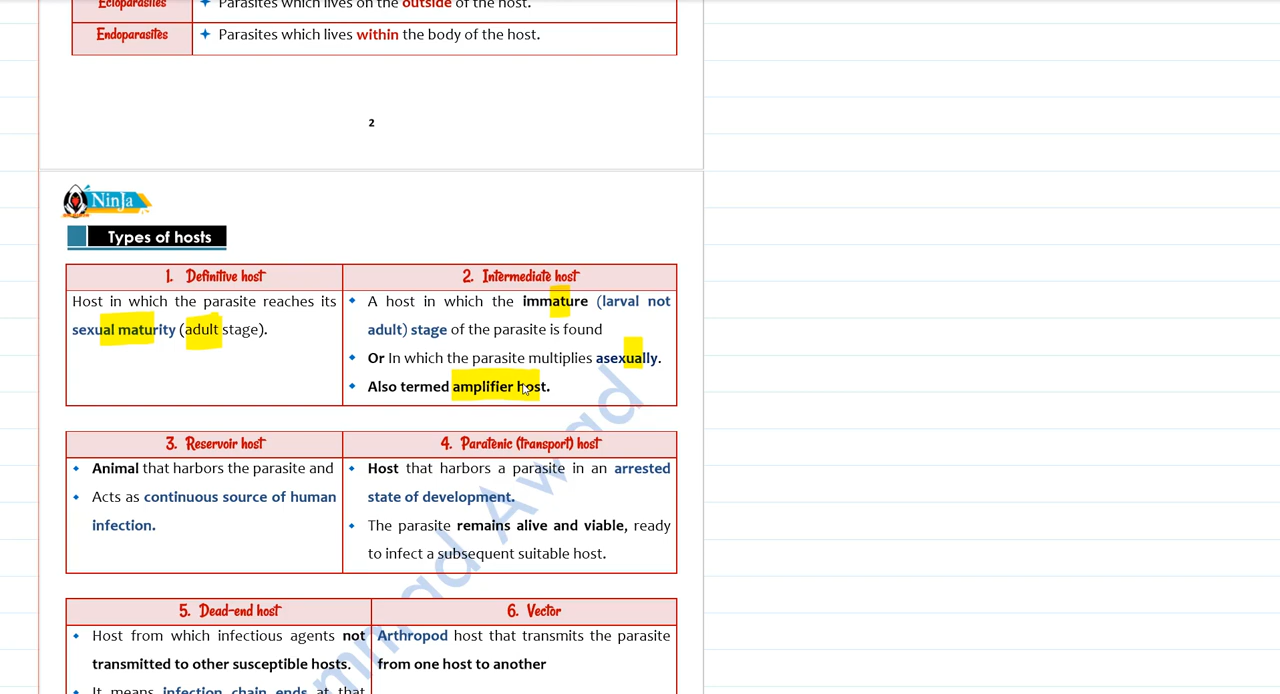 Ectoparasites
Parasites which lives on the outside of the host.
Endoparasites
Parasites which lives within the body of the host.
2
Ninja
Types of hosts
1. Definitive host
Host in which the parasite reaches its
sexual maturity (adult stage).
2. Intermediate host
A host in which the immature (larval not
adult) stage of the parasite is found
Or In which the parasite multiplies asexually.
Also termed amplifier host.
3. Reservoir host
Animal that harbors the parasite and
Acts as continuous source of human
infection.
4. Paratenic (transport) host
Host that harbors a parasite in an arrested
state of development.
The parasite remains alive and viable, ready
to infect a subsequent suitable host.
5. Dead-end host
Host from which infectious agents not
transmitted to other susceptible hosts.
It means infection chain ends at that
6. Vector
Arthropod host that transmits the parasite
from one host to another